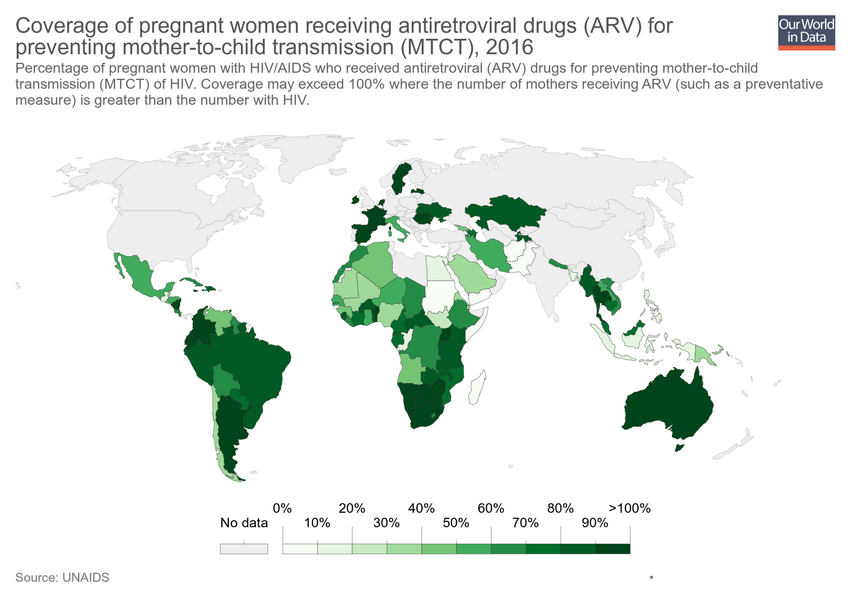 Coverage of pregnant women receiving antiretroviral drugs (ARV) for
preventing mother-to-child transmission (MTCT), 2016
Our World
in Data
Percentage of pregnant women with HIV/AIDS who received antiretroviral (ARV) drugs for preventing mother-to-child
transmission (MTCT) of HIV. Coverage may exceed 100% where the number of mothers receiving ARV (such as a preventative
measure) is greater than the number with HIV.
0% 20% 40% 60% 80% >100%
No data 10% 30% 50% 70% 90%
Source: UNAIDS